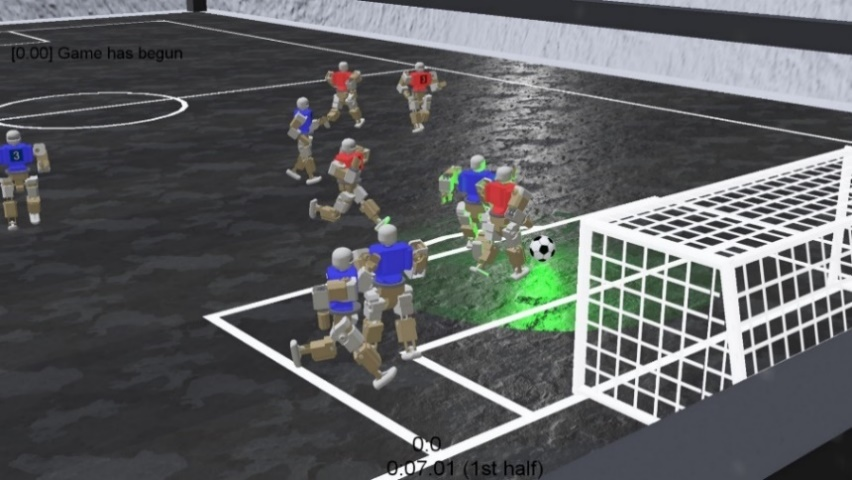 [0.00] Game has begun
3
0:0
0:07.01 (1st half)